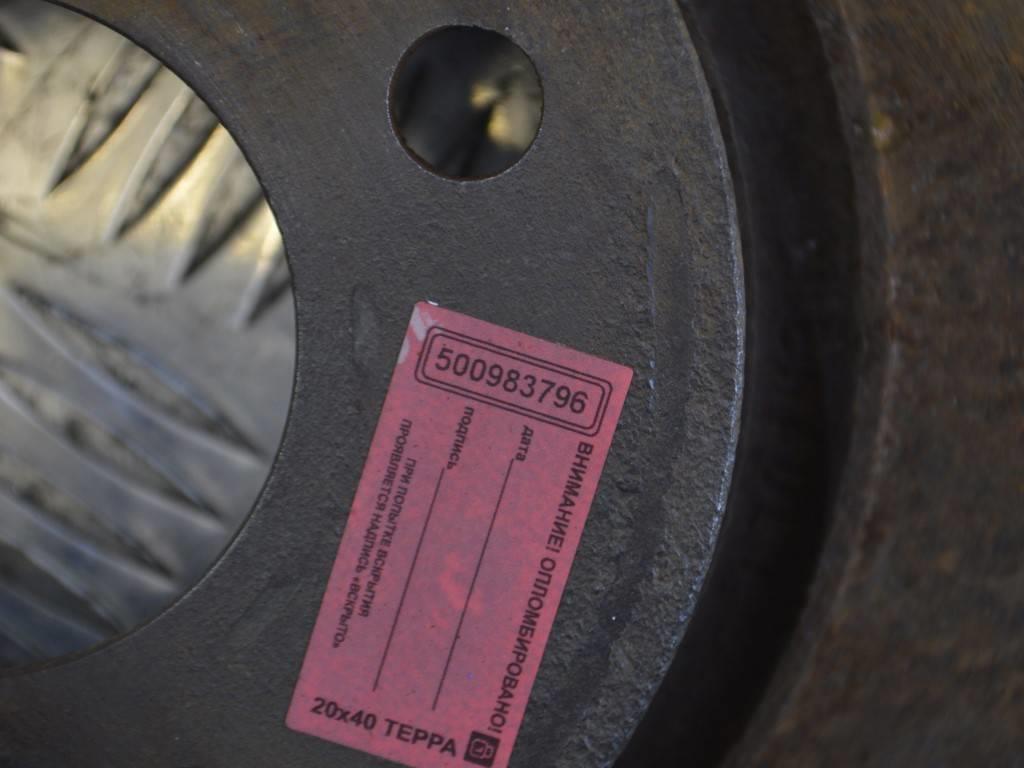 500983796
ВНИМАНИЕ! ОПЛОМБИРОВАНО!
дата
подпись
ПРИ ПОПЫТКЕ ВСКРЫТИЯ
ПРОЯВЛЯЕТСЯ НАДПИСЬ «ВСКРЫТО»
20x40 ТЕРРА